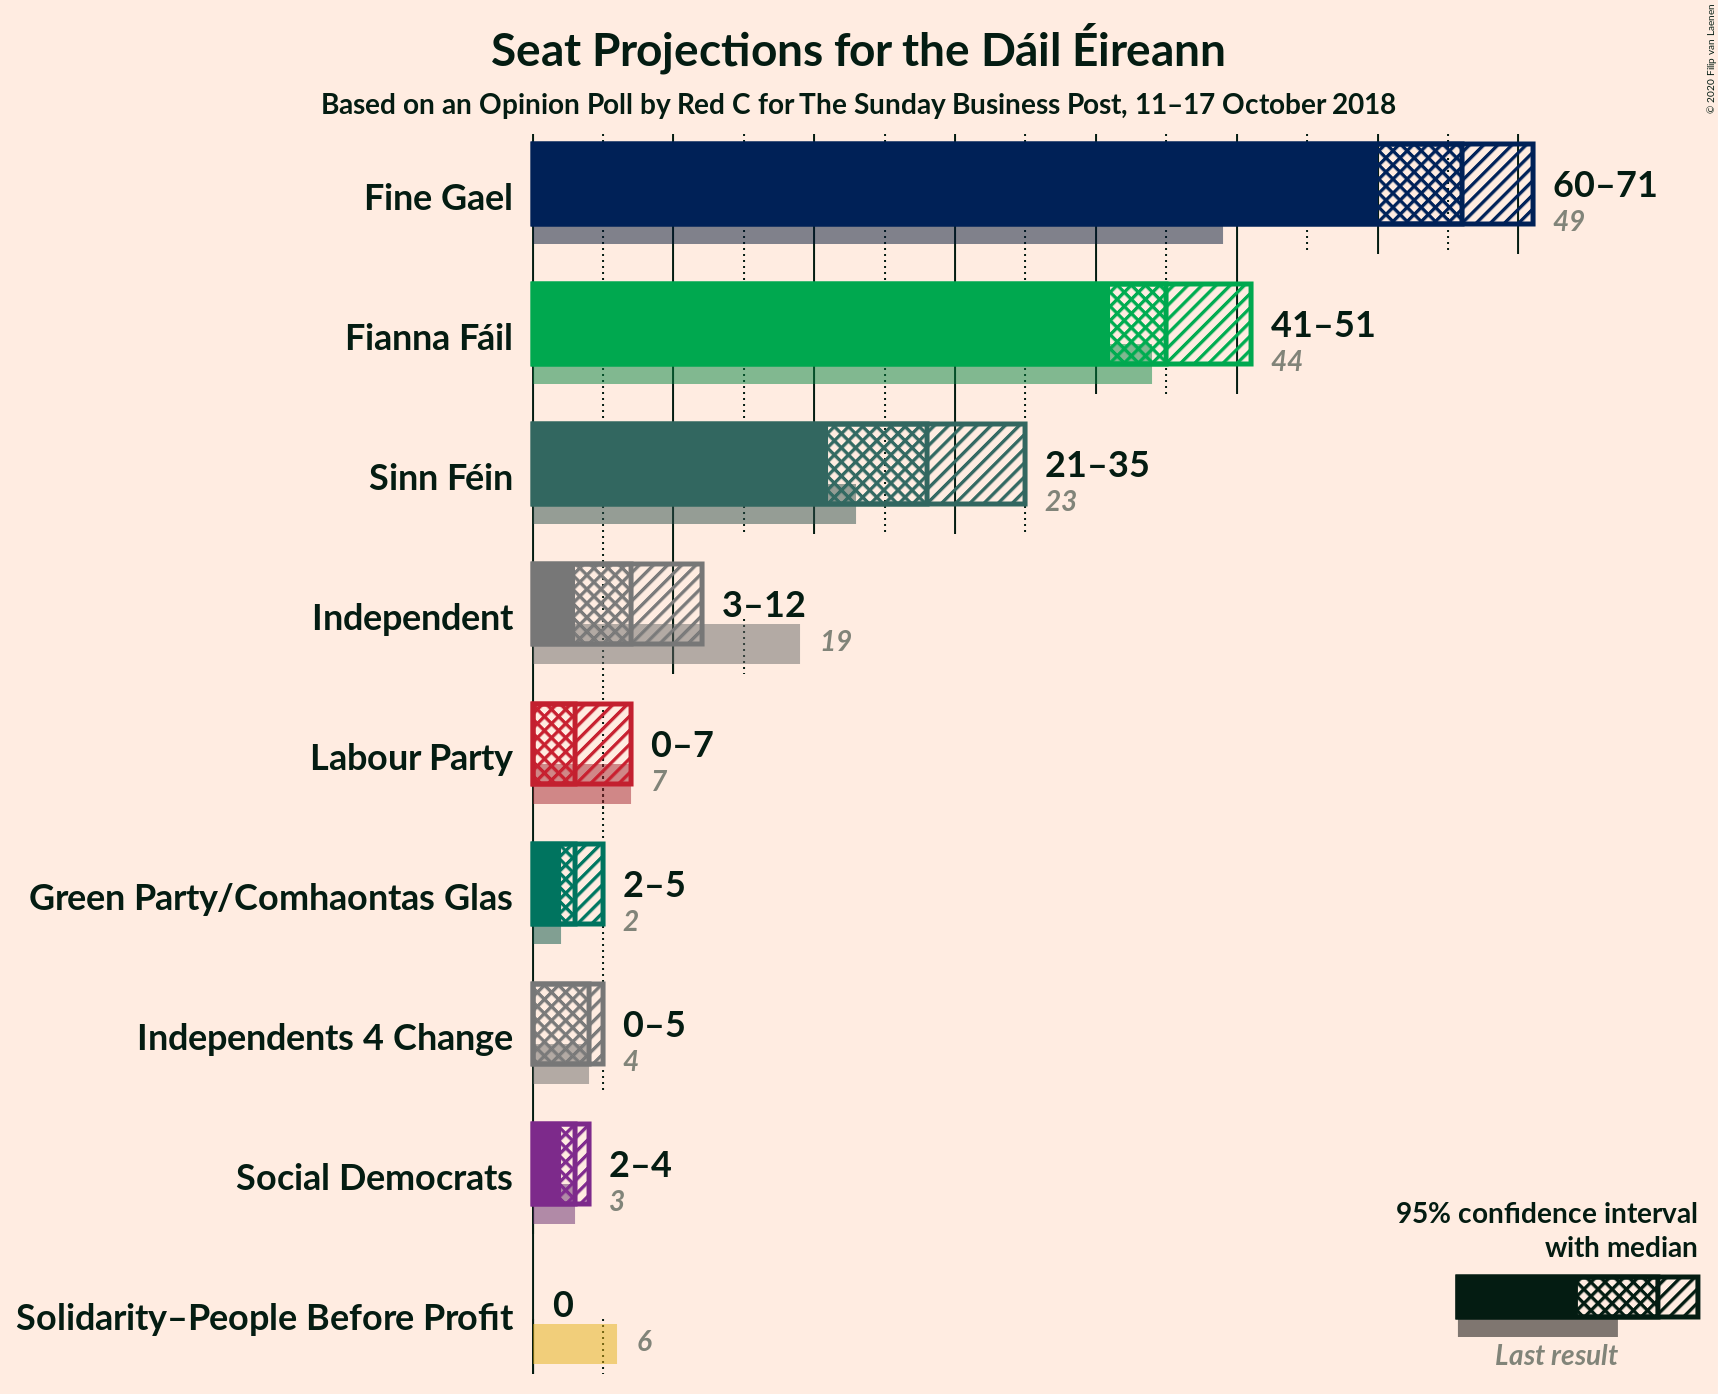 Seat Projections for the Dáil Éireann
Based on an Opinion Poll by Red C for The Sunday Business Post, 11–17 October 2018
© 2020 Filip van Laenen
Fine Gael
60–71
49
Fianna Fáil
41–51
44
Sinn Féin
21–35
23
Independent
3–12
19
Labour Party
0–7
7
Green Party/Comhaontas Glas
2–5
2
Independents 4 Change
0–5
4
Social Democrats
2–4
3
Solidarity–People Before Profit
0
6
95% confidence interval
with median
Last result